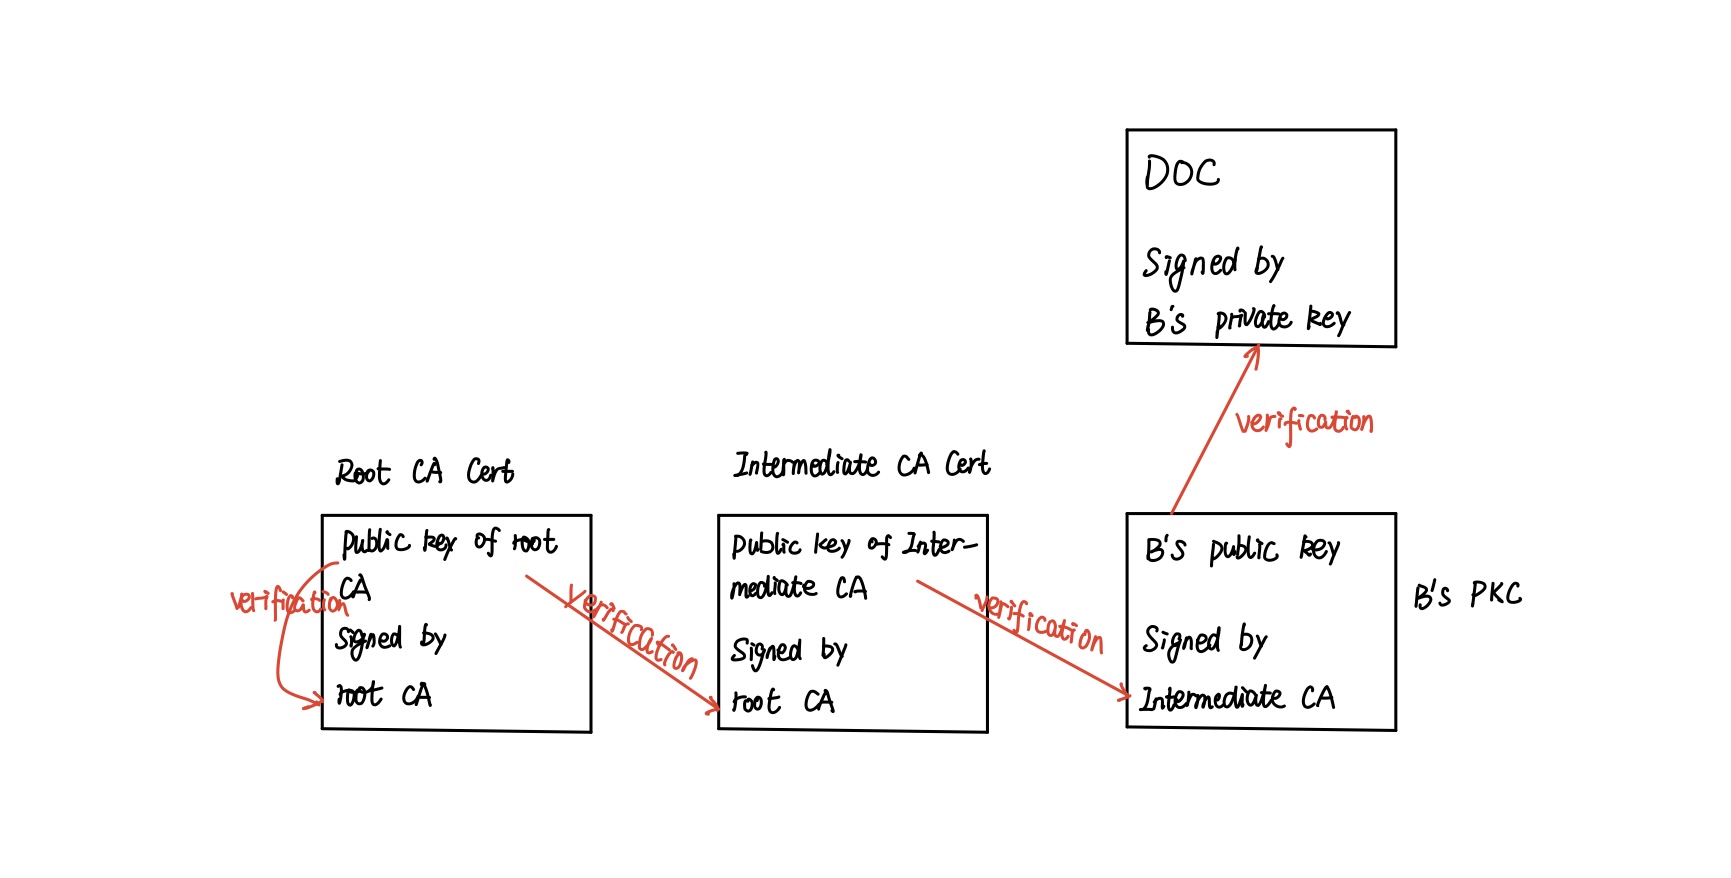 DOC
Signed by
B's private key
verification
Root CA Cert
public key of root
CA
Signed by
root CA
verification
verification
Intermediate CA Cert
public key of Inter-
mediate CA
Signed by
root CA
verification
B's public key
Signed by
Intermediate CA
B's PKC